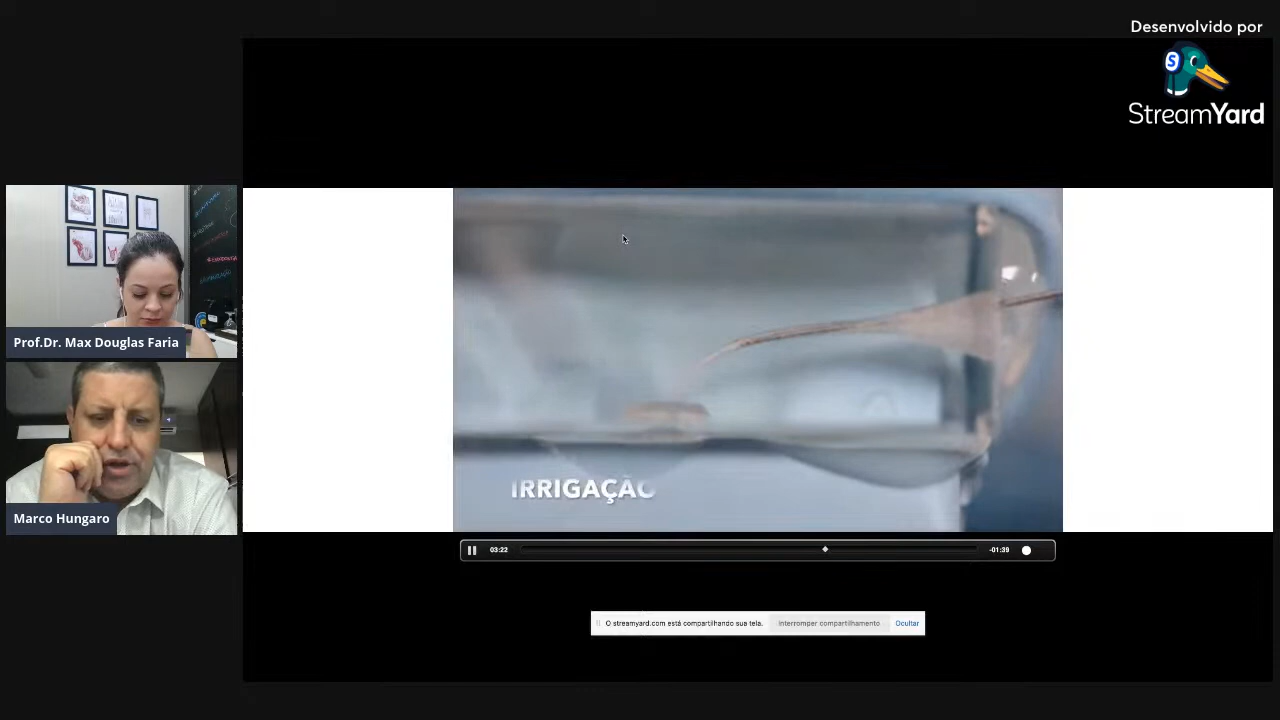 Desenvolvido por
StreamYard
Prof.Dr. Max Douglas Faria
Marco Hungaro
IRRIGAÇÃO
03:22
-01:39
O streamyard.com está compartilhando sua tela.
Interromper compartilhamento
Ocultar